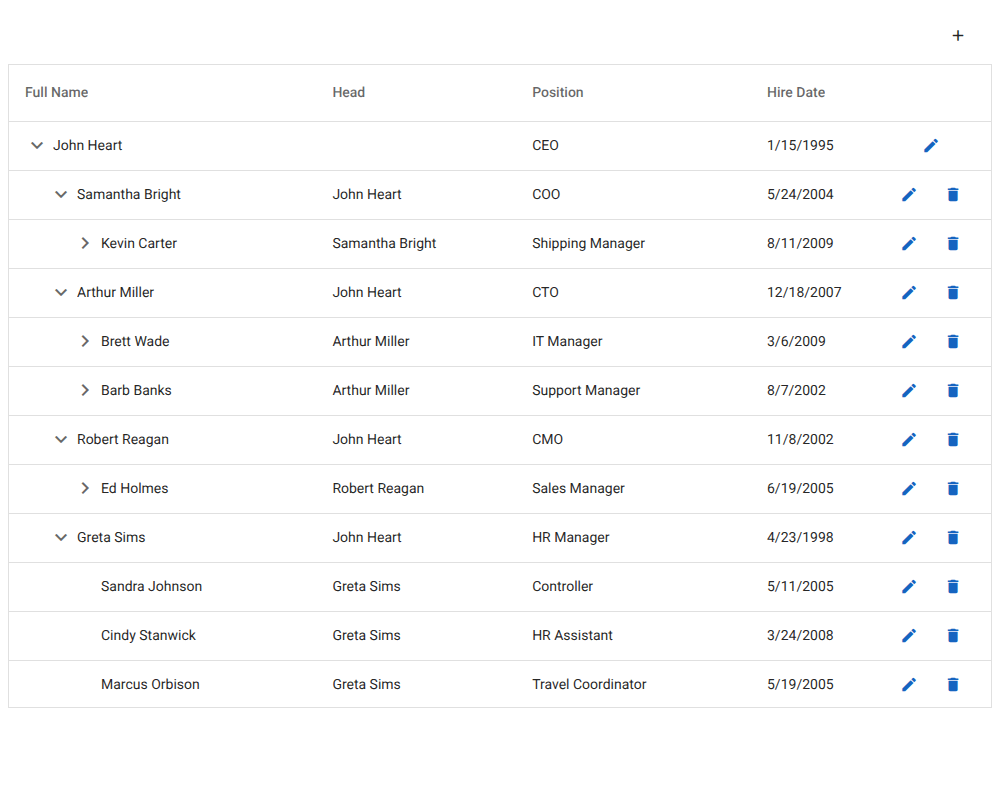 +
Full Name Head Position Hire Date
John Heart CEO 1/15/1995
Samantha Bright John Heart COO 5/24/2004
Kevin Carter Samantha Bright Shipping Manager 8/11/2009
Arthur Miller John Heart CTO 12/18/2007
Brett Wade Arthur Miller IT Manager 3/6/2009
Barb Banks Arthur Miller Support Manager 8/7/2002
Robert Reagan John Heart CMO 11/8/2002
Ed Holmes Robert Reagan Sales Manager 6/19/2005
Greta Sims John Heart HR Manager 4/23/1998
Sandra Johnson Greta Sims Controller 5/11/2005
Cindy Stanwick Greta Sims HR Assistant 3/24/2008
Marcus Orbison Greta Sims Travel Coordinator 5/19/2005